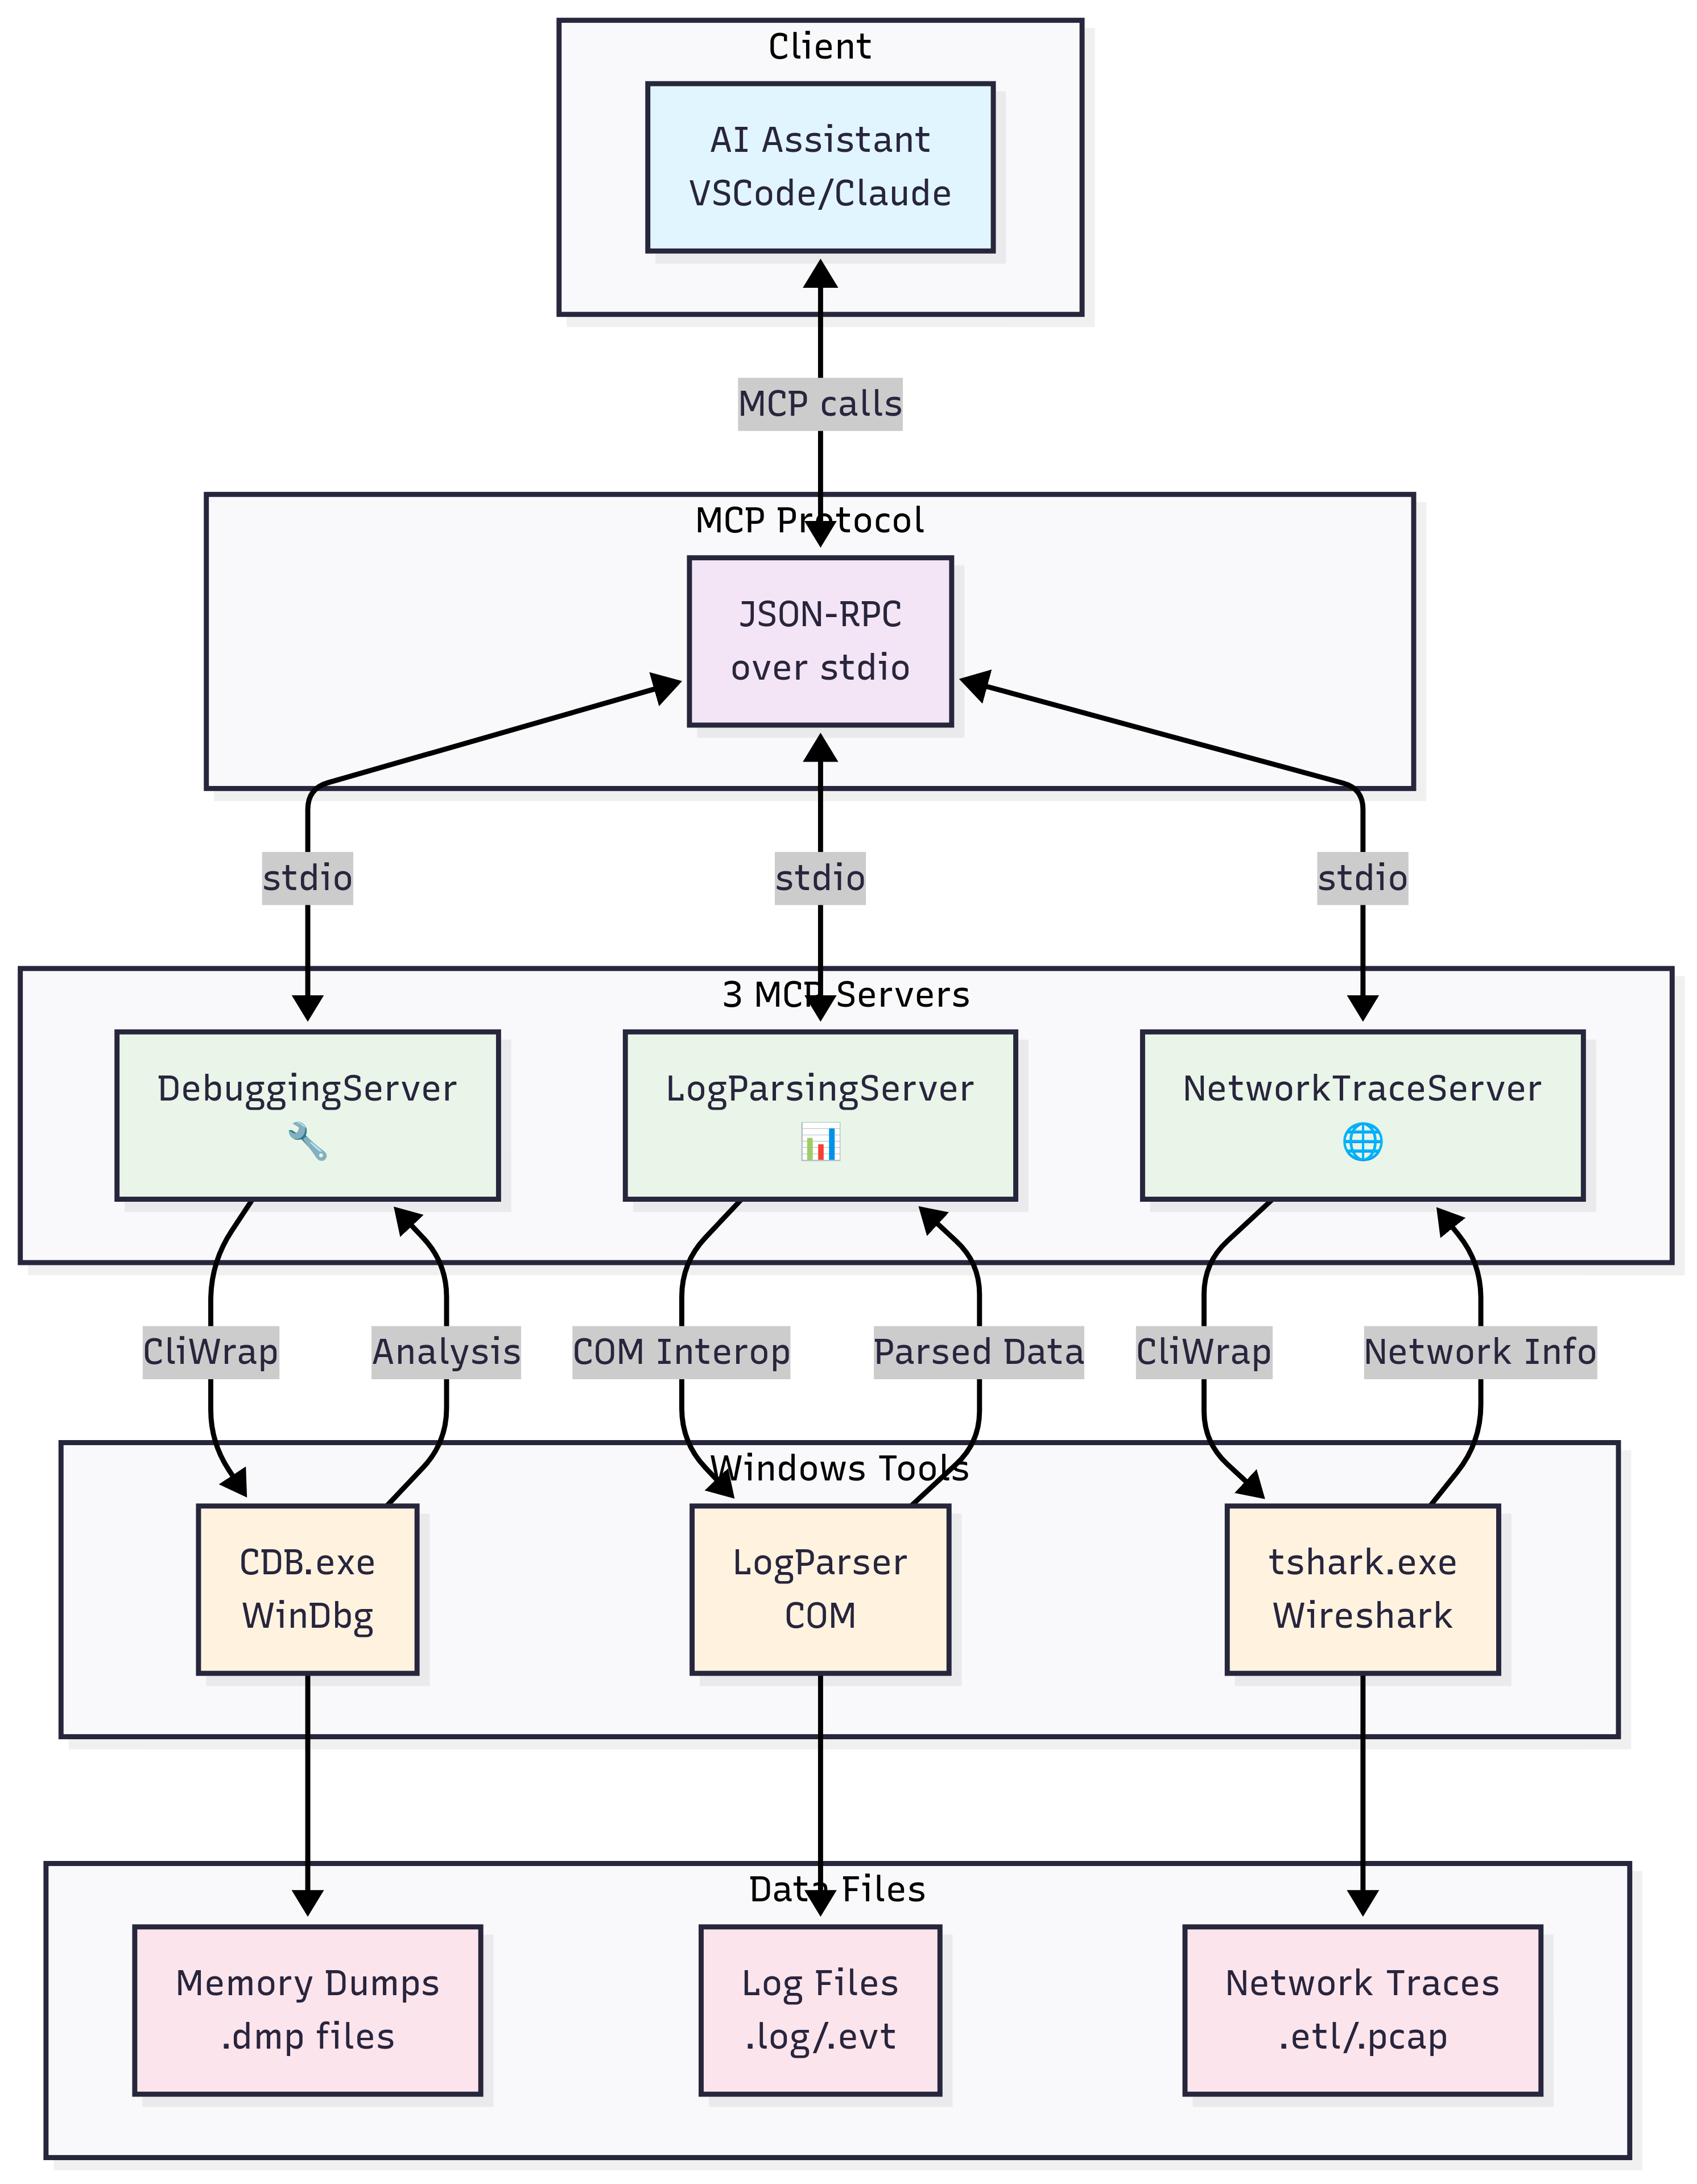 Client
AI Assistant
VSCode/Claude
MCP calls
MCP Protocol
JSON-RPC
over stdio
stdio
stdio
stdio
3 MCP Servers
DebuggingServer
LogParsingServer
NetworkTraceServer
CliWrap
Analysis
COM Interop
Parsed Data
CliWrap
Network Info
Windows Tools
CDB.exe
WinDbg
LogParser
COM
tshark.exe
Wireshark
Data Files
Memory Dumps
.dmp files
Log Files
.log/.evt
Network Traces
.etl/.pcap